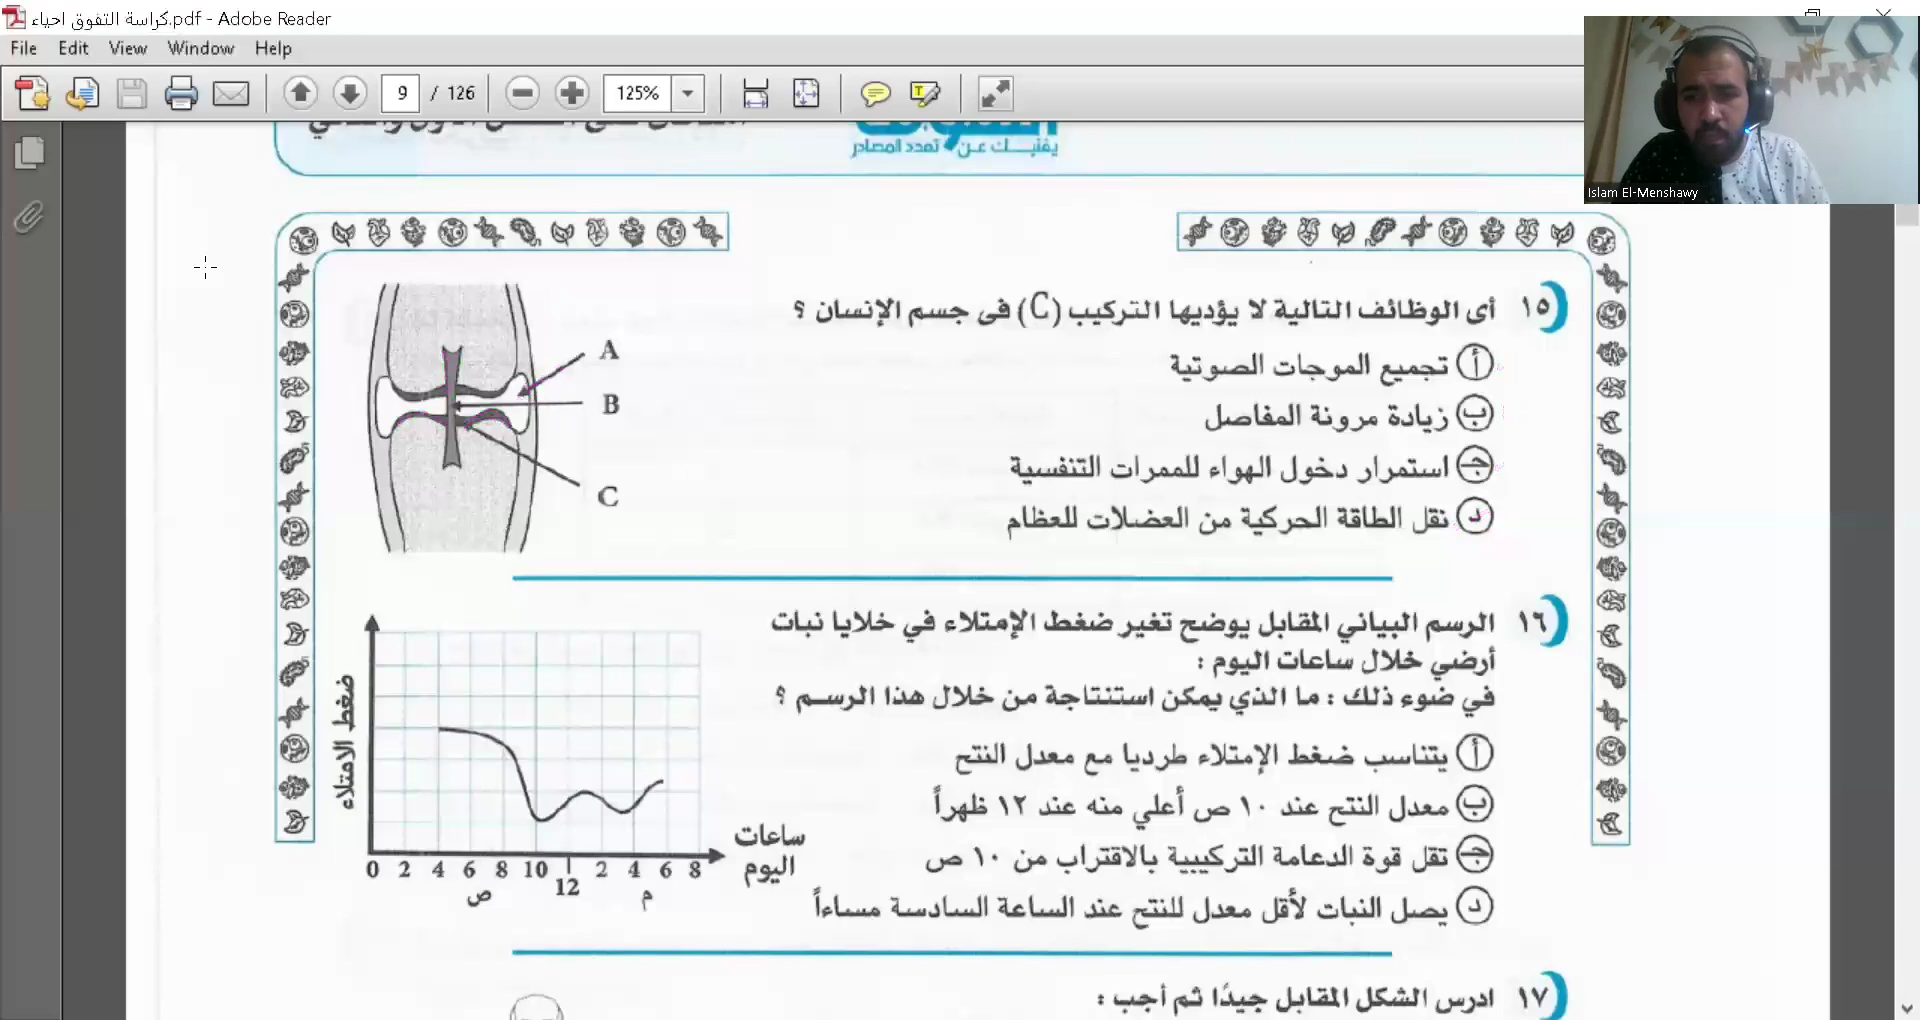 كراسة التفوق احياء.pdf - Adobe Reader
File Edit View Window Help
9 / 126 125%
Islam El-Menshawy
يغنيك عن تعدد المصادر
١٥ أى الوظائف التالية لا يؤديها التركيب (C) فى جسم الإنسان ؟
أ تجميع الموجات الصوتية
ب زيادة مرونة المفاصل
جـ استمرار دخول الهواء للممرات التنفسية
د نقل الطاقة الحركية من العضلات للعظام
A
B
C
١٦ الرسم البياني المقابل يوضح تغير ضغط الإمتلاء في خلايا نبات
أرضي خلال ساعات اليوم :
في ضوء ذلك : ما الذي يمكن استنتاجة من خلال هذا الرسم ؟
أ يتناسب ضغط الإمتلاء طرديا مع معدل النتح
ب معدل النتح عند ١٠ ص أعلي منه عند ١٢ ظهراً
جـ تقل قوة الدعامة التركيبية بالاقتراب من ١٠ ص
د يصل النبات لأقل معدل للنتح عند الساعة السادسة مساءاً
ضغط الامتلاء
ساعات
اليوم
0 2 4 6 8 10 12 2 4 6 8
ص م
١٧ ادرس الشكل المقابل جيدًا ثم أجب :